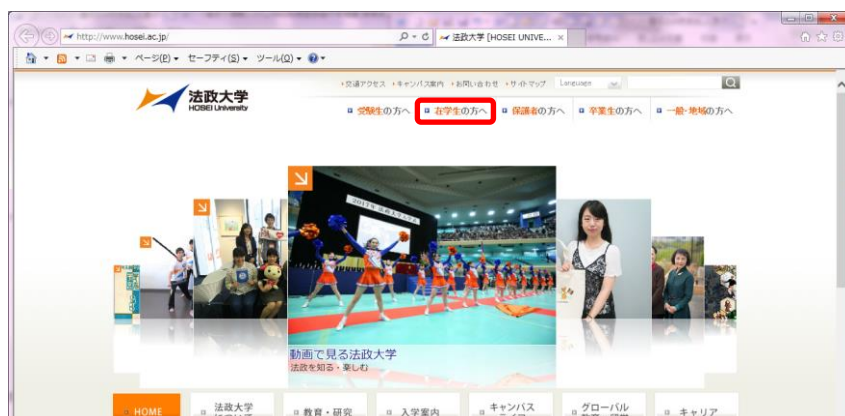 http://www.hosei.ac.jp/
法政大学 [HOSEI UNIVE...
ページ(P) セーフティ(S) ツール(O)
交通アクセス キャンパス案内 お問い合わせ サイトマップ Language
法政大学
HOSEI University
受験生の方へ 在学生の方へ 保護者の方へ 卒業生の方へ 一般・地域の方へ
動画で見る法政大学
法政を知る・楽しむ
HOME 法政大学 教育・研究 入学案内 キャンパス グローバル キャリア